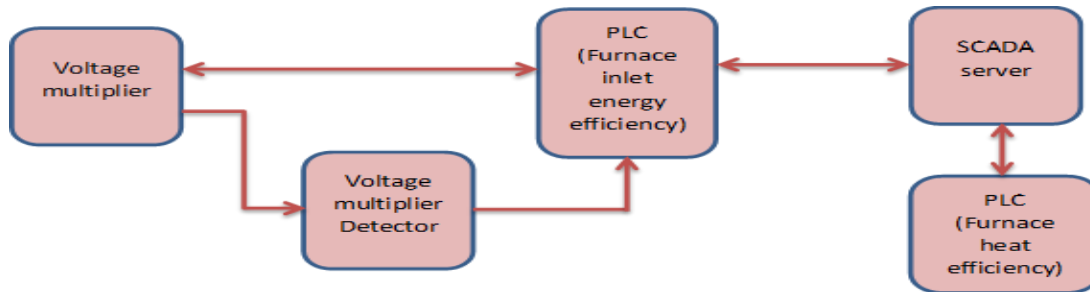 Voltage
multiplier
Voltage
multiplier
Detector
PLC
(Furnace
inlet
energy
efficiency)
SCADA
server
PLC
(Furnace
heat
efficiency)